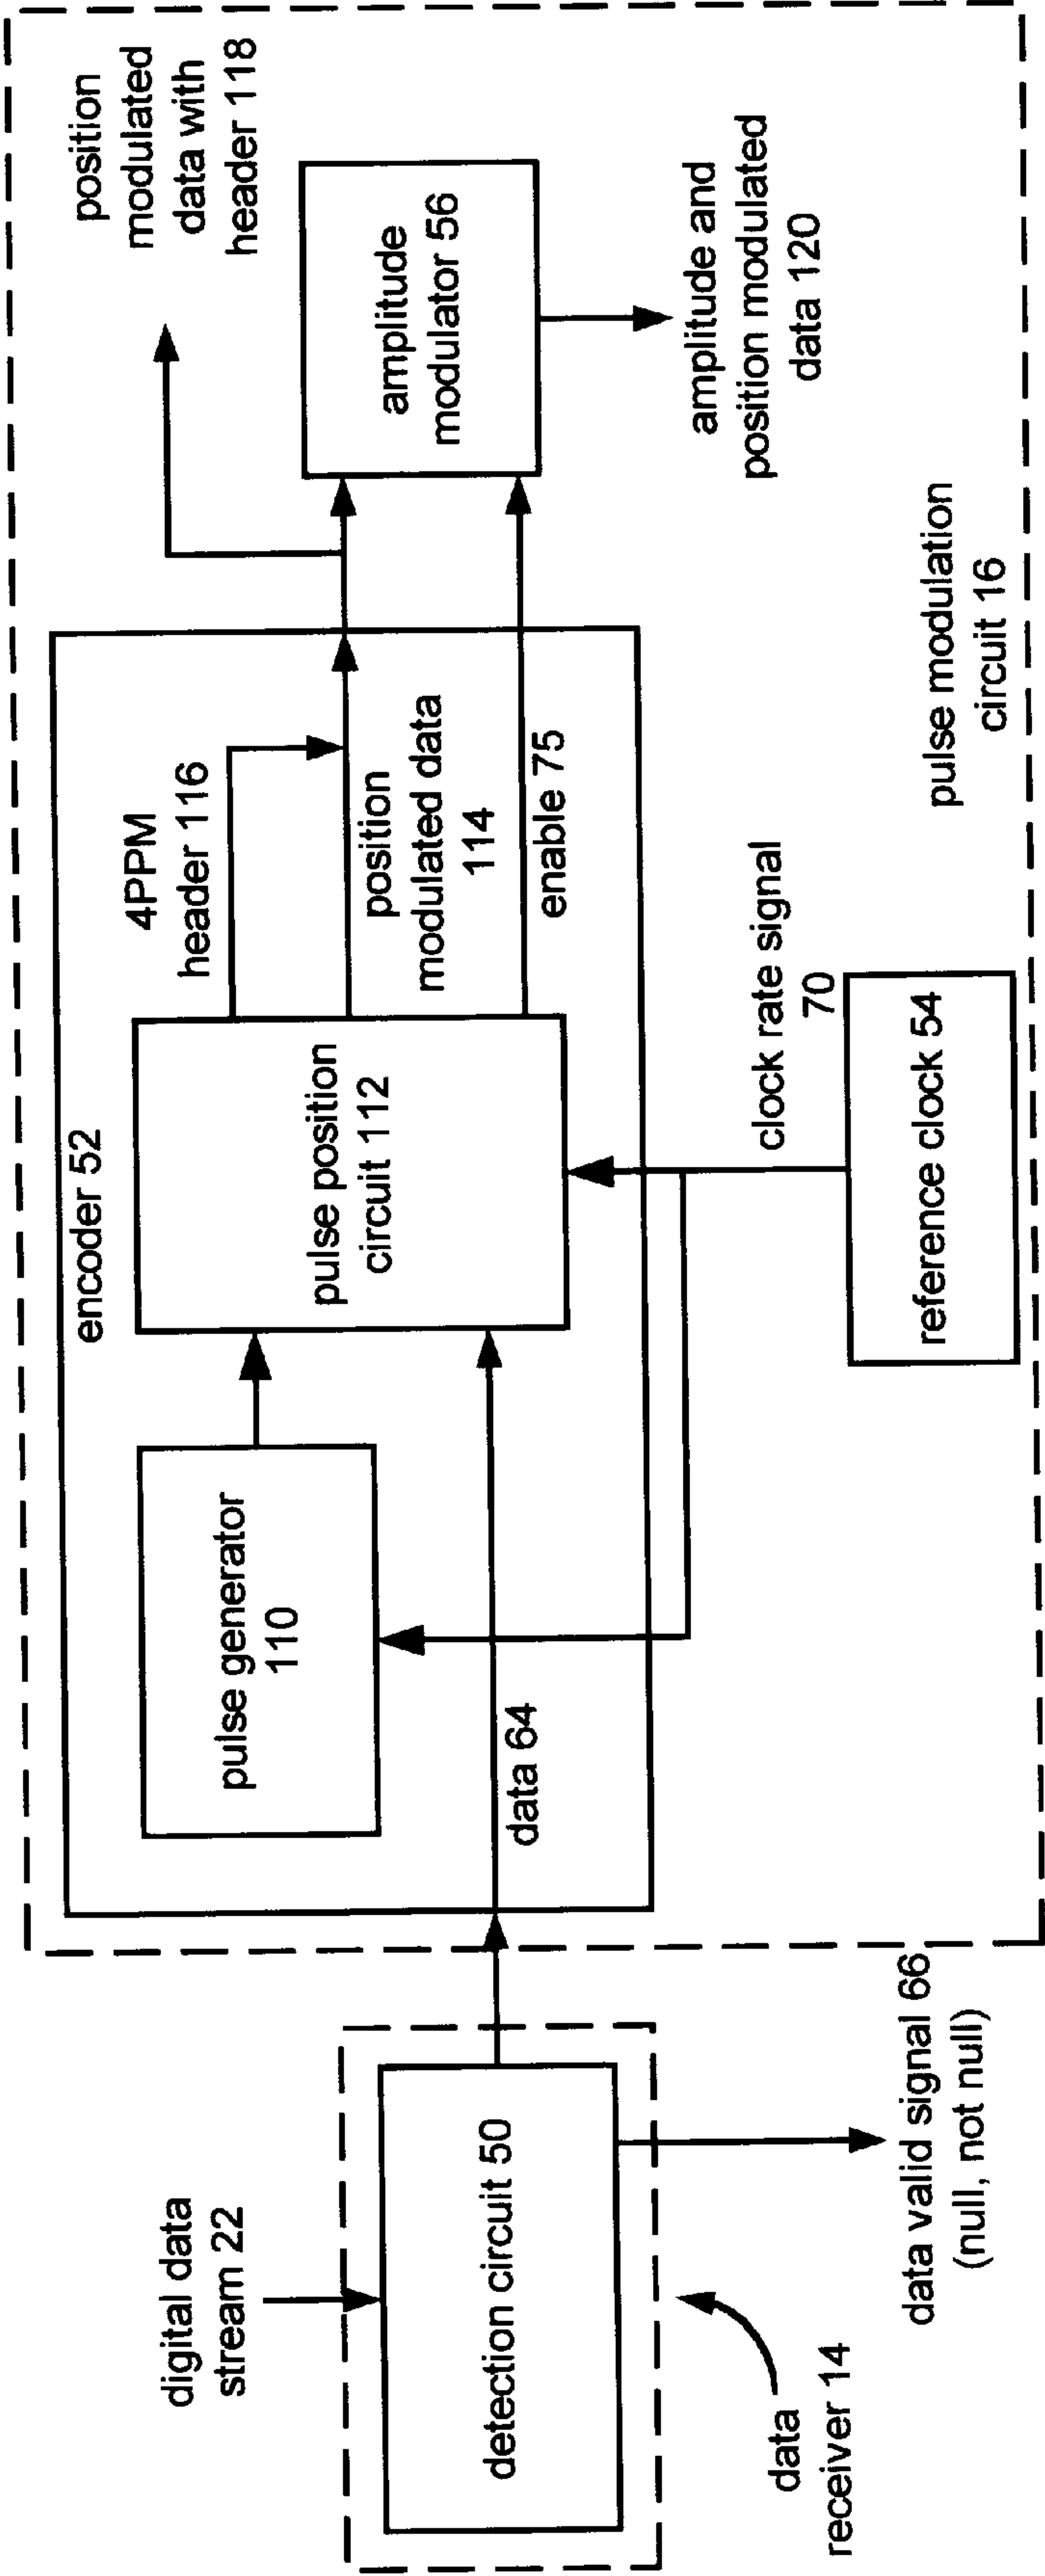 digital data
stream 22
detection circuit 50
data
receiver 14
data valid signal 66
(null, not null)
encoder 52
pulse generator
110
data 64
pulse position
circuit 112
4PPM
header 116
position
modulated data
114
enable 75
clock rate signal
70
reference clock 54
pulse modulation
circuit 16
position
modulated
data with
header 118
amplitude
modulator 56
amplitude and
position modulated
data 120